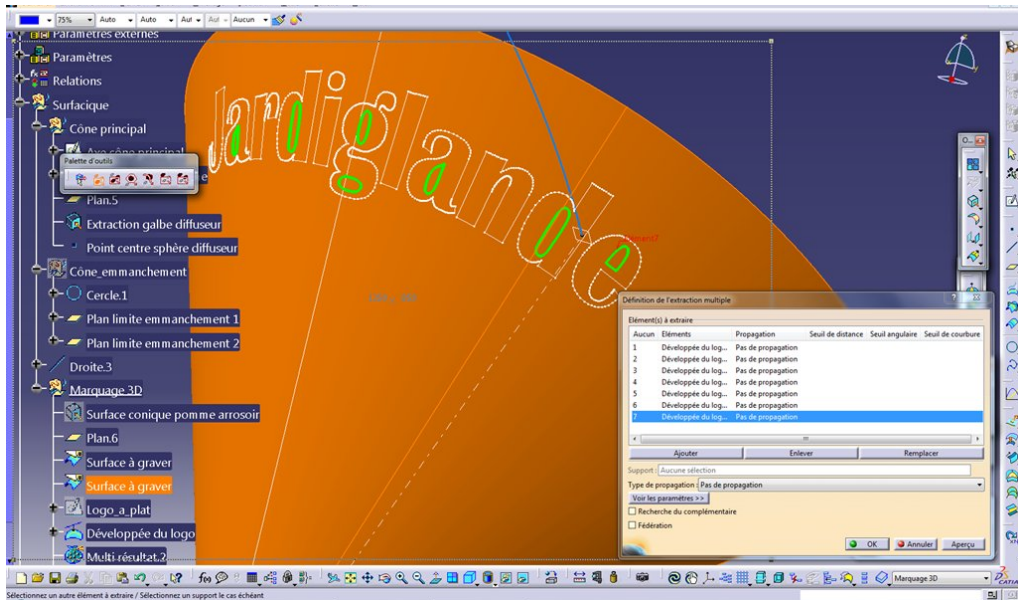 75%
Auto
Auto
Aut
Aut
Aucun
Paramètres externes
Paramètres
Relations
Surfacique
Cône principal
Axe cône principal
Palette d'outils
Plan.5
Extraction galbe diffuseur
Point centre sphère diffuseur
Cône_emmanchement
Cercle.1
Plan limite emmanchement 1
Plan limite emmanchement 2
Droite.3
Marquage 3D
Surface conique pomme arrosoir
Plan.6
Surface à graver
Surface à graver
Logo_a_plat
Développée du logo
Multi résultat.2
Jardiglande
Définition de l'extraction multiple
Elément(s) à extraire
Aucun Eléments Propagation Seuil de distance Seuil angulaire Seuil de courbure
1 Développée du log... Pas de propagation
2 Développée du log... Pas de propagation
3 Développée du log... Pas de propagation
4 Développée du log... Pas de propagation
5 Développée du log... Pas de propagation
6 Développée du log... Pas de propagation
7 Développée du log... Pas de propagation
Ajouter Enlever Remplacer
Support : Aucune sélection
Type de propagation : Pas de propagation
Voir les paramètres >>
Recherche du complémentaire
Fédération
OK Annuler Aperçu
Marquage 3D
CATIA
Sélectionnez un autre élément à extraire / Sélectionnez un support le cas échéant